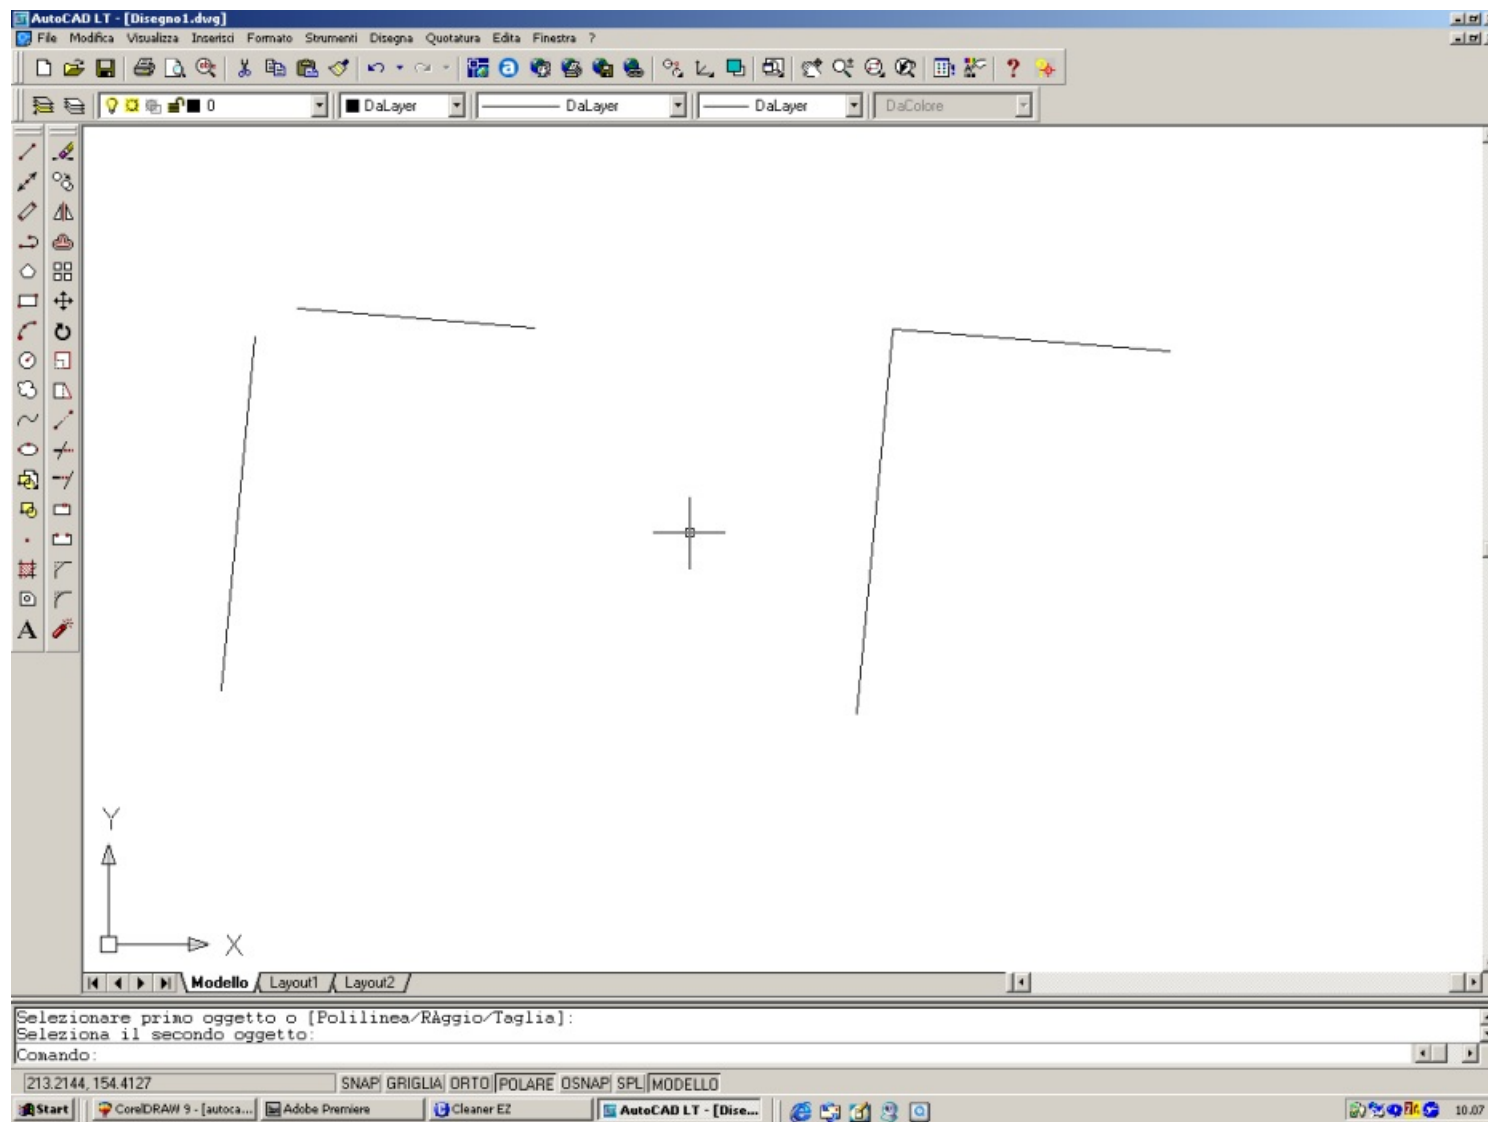 AutoCAD LT - [Disegno1.dwg]
File Modifica Visualizza Inserisci Formato Strumenti Disegna Quotatura Edita Finestra ?
0 DaLayer DaLayer DaLayer DaColore
A
Y
X
Modello Layout1 Layout2
Selezionare primo oggetto o [Polilinea/RAggio/Taglia]:
Seleziona il secondo oggetto:
Comando:
213.2144, 154.4127 SNAP GRIGLIA ORTO POLARE OSNAP SPL MODELLO
Start CorelDRAW 9 - [autoca... Adobe Premiere Cleaner EZ AutoCAD LT - [Dise... 10.07